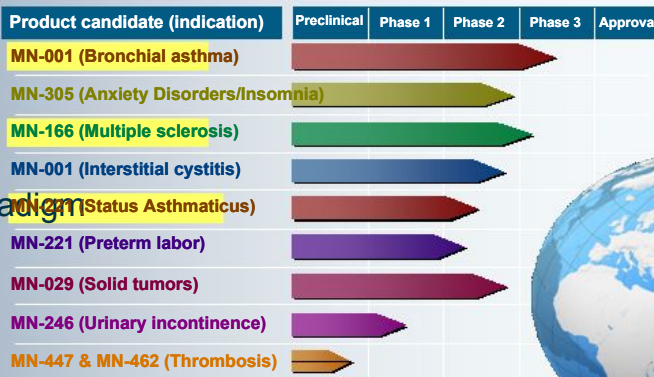 Product candidate (indication) Preclinical Phase 1 Phase 2 Phase 3 Approva
MN-001 (Bronchial asthma)
MN-305 (Anxiety Disorders/Insomnia)
MN-166 (Multiple sclerosis)
MN-001 (Interstitial cystitis)
adigm
MN-221 (Status Asthmaticus)
MN-221 (Preterm labor)
MN-029 (Solid tumors)
MN-246 (Urinary incontinence)
MN-447 & MN-462 (Thrombosis)